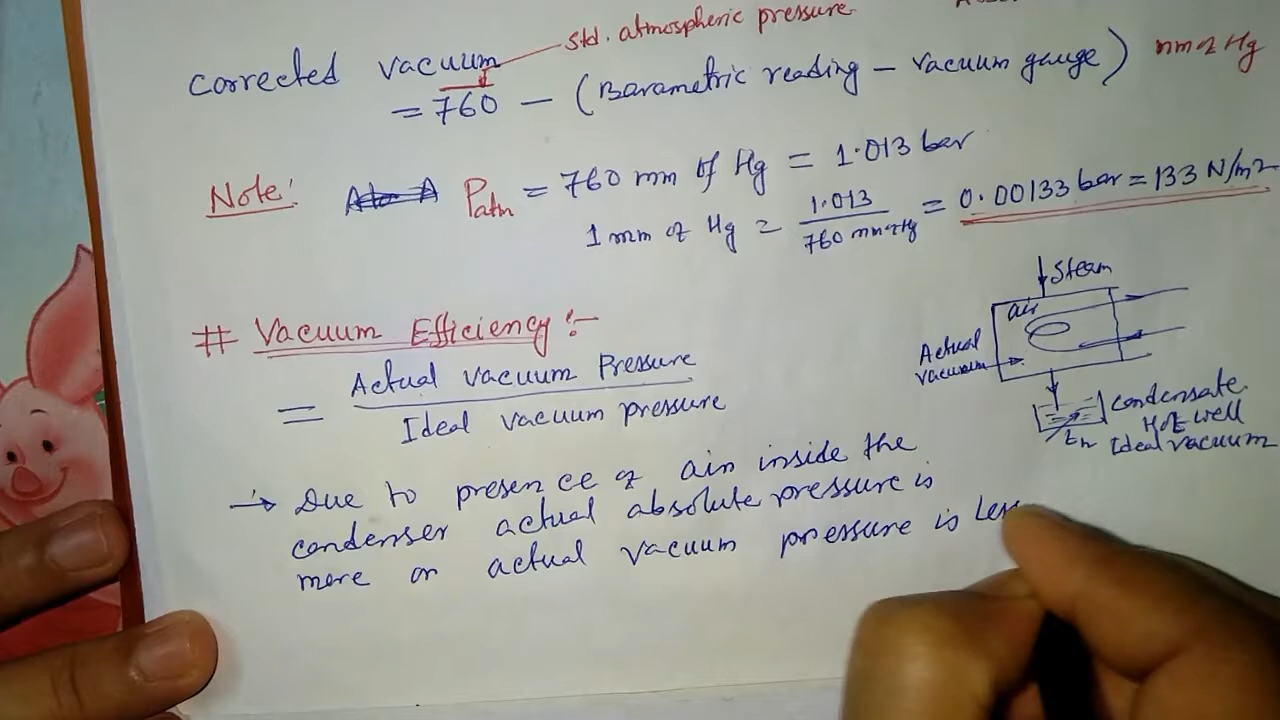 Std. atmospheric pressure
Corrected vacuum
= 760 - (Barametric reading - vacuum gauge) mm of Hg
Note: Patm = 760 mm of Hg = 1.013 bar
1 mm of Hg = 1.013 / 760 mm of Hg = 0.00133 bar = 133 N/m2
Steam
air
Actual
vacuum
Condensate
Hot well
tn Ideal vacuum
# Vacuum Efficiency :-
= Actual vacuum Pressure
Ideal vacuum pressure
→ Due to presence of air inside the
condenser actual absolute pressure is
more or actual vacuum pressure is Less